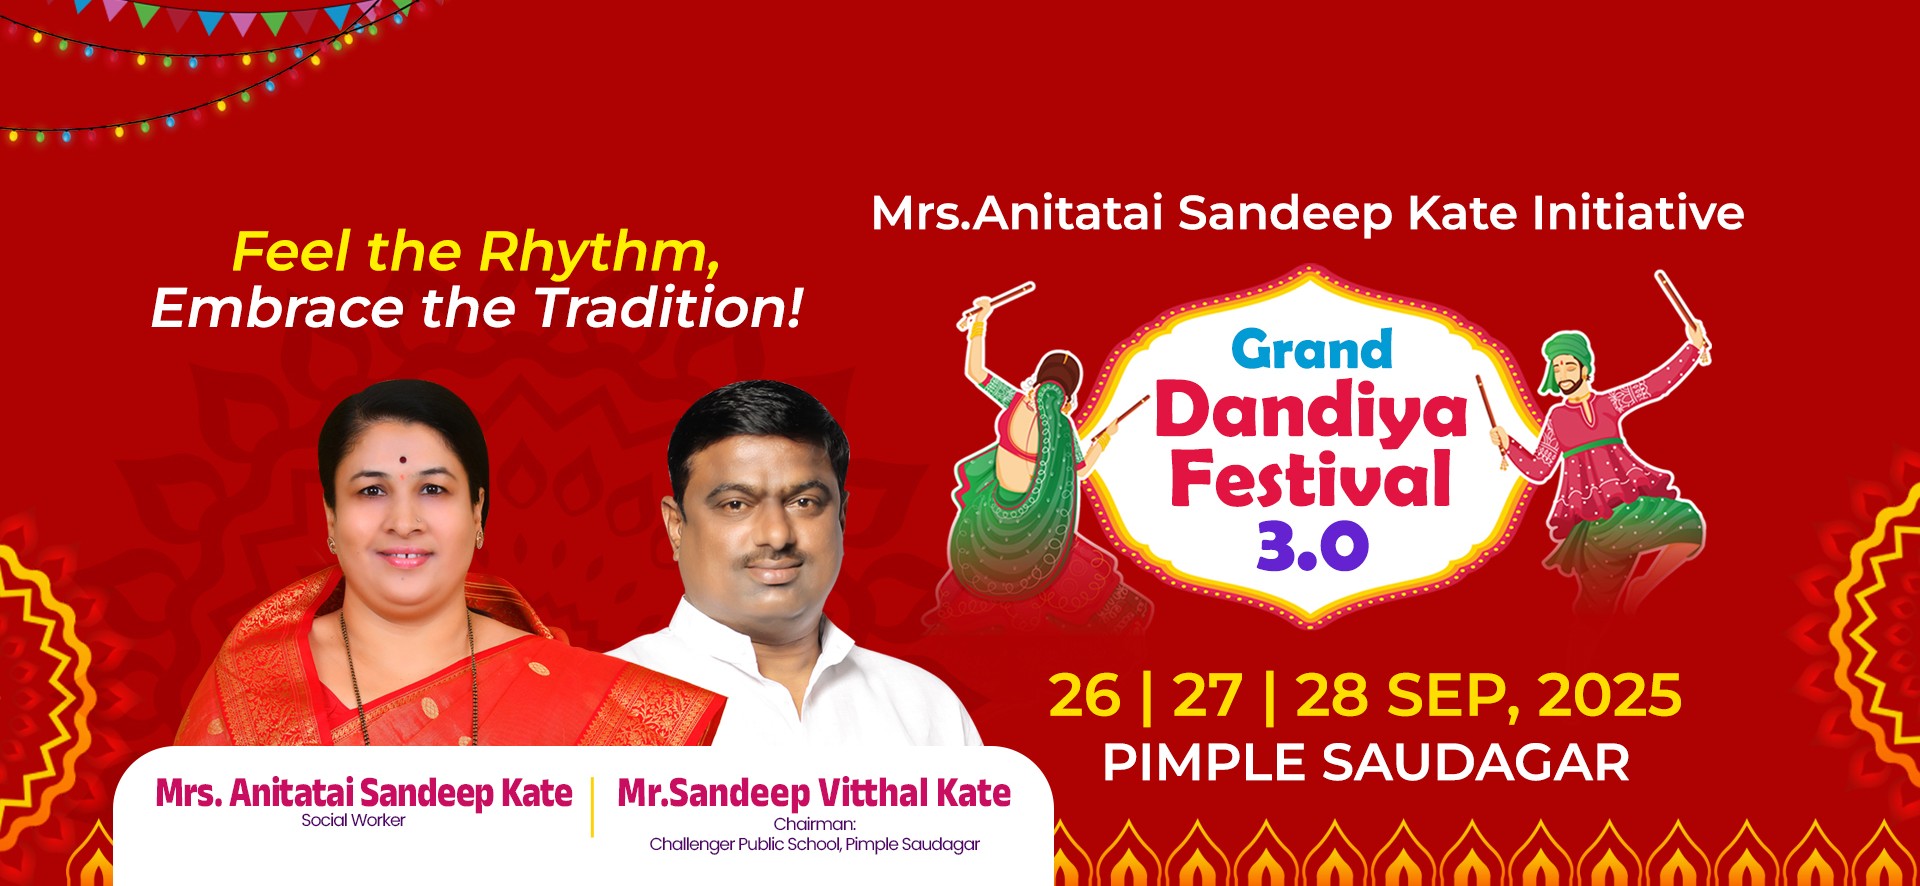 Feel the Rhythm,
Embrace the Tradition!
Mrs. Anitatai Sandeep Kate
Social Worker
Mr.Sandeep Vitthal Kate
Chairman:
Challenger Public School, Pimple Saudagar
Mrs.Anitatai Sandeep Kate Initiative
Grand
Dandiya
Festival
3.0
26 | 27 | 28 SEP, 2025
PIMPLE SAUDAGAR